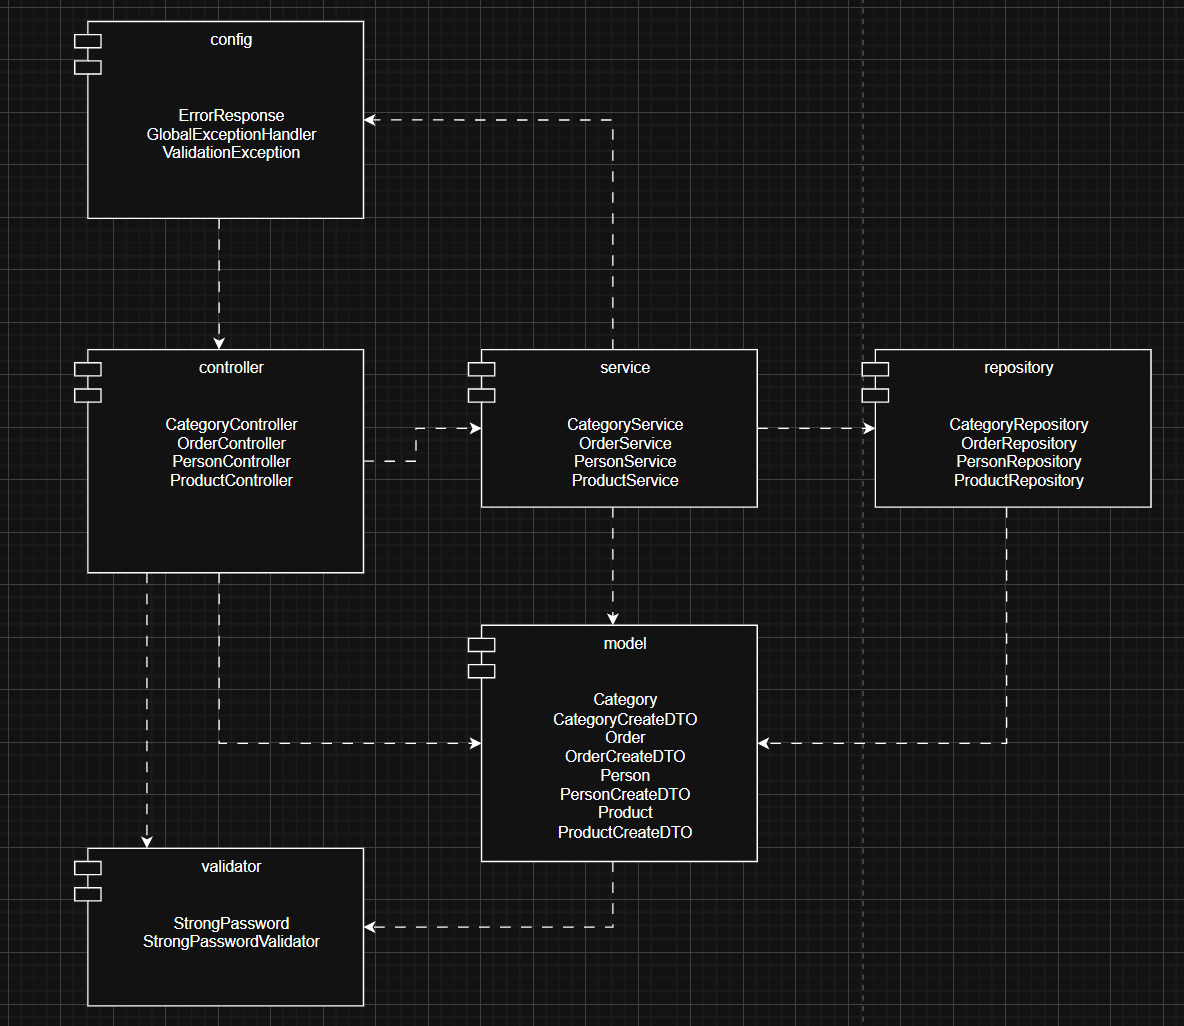 config
ErrorResponse
GlobalExceptionHandler
ValidationException
controller
CategoryController
OrderController
PersonController
ProductController
service
CategoryService
OrderService
PersonService
ProductService
repository
CategoryRepository
OrderRepository
PersonRepository
ProductRepository
model
Category
CategoryCreateDTO
Order
OrderCreateDTO
Person
PersonCreateDTO
Product
ProductCreateDTO
validator
StrongPassword
StrongPasswordValidator